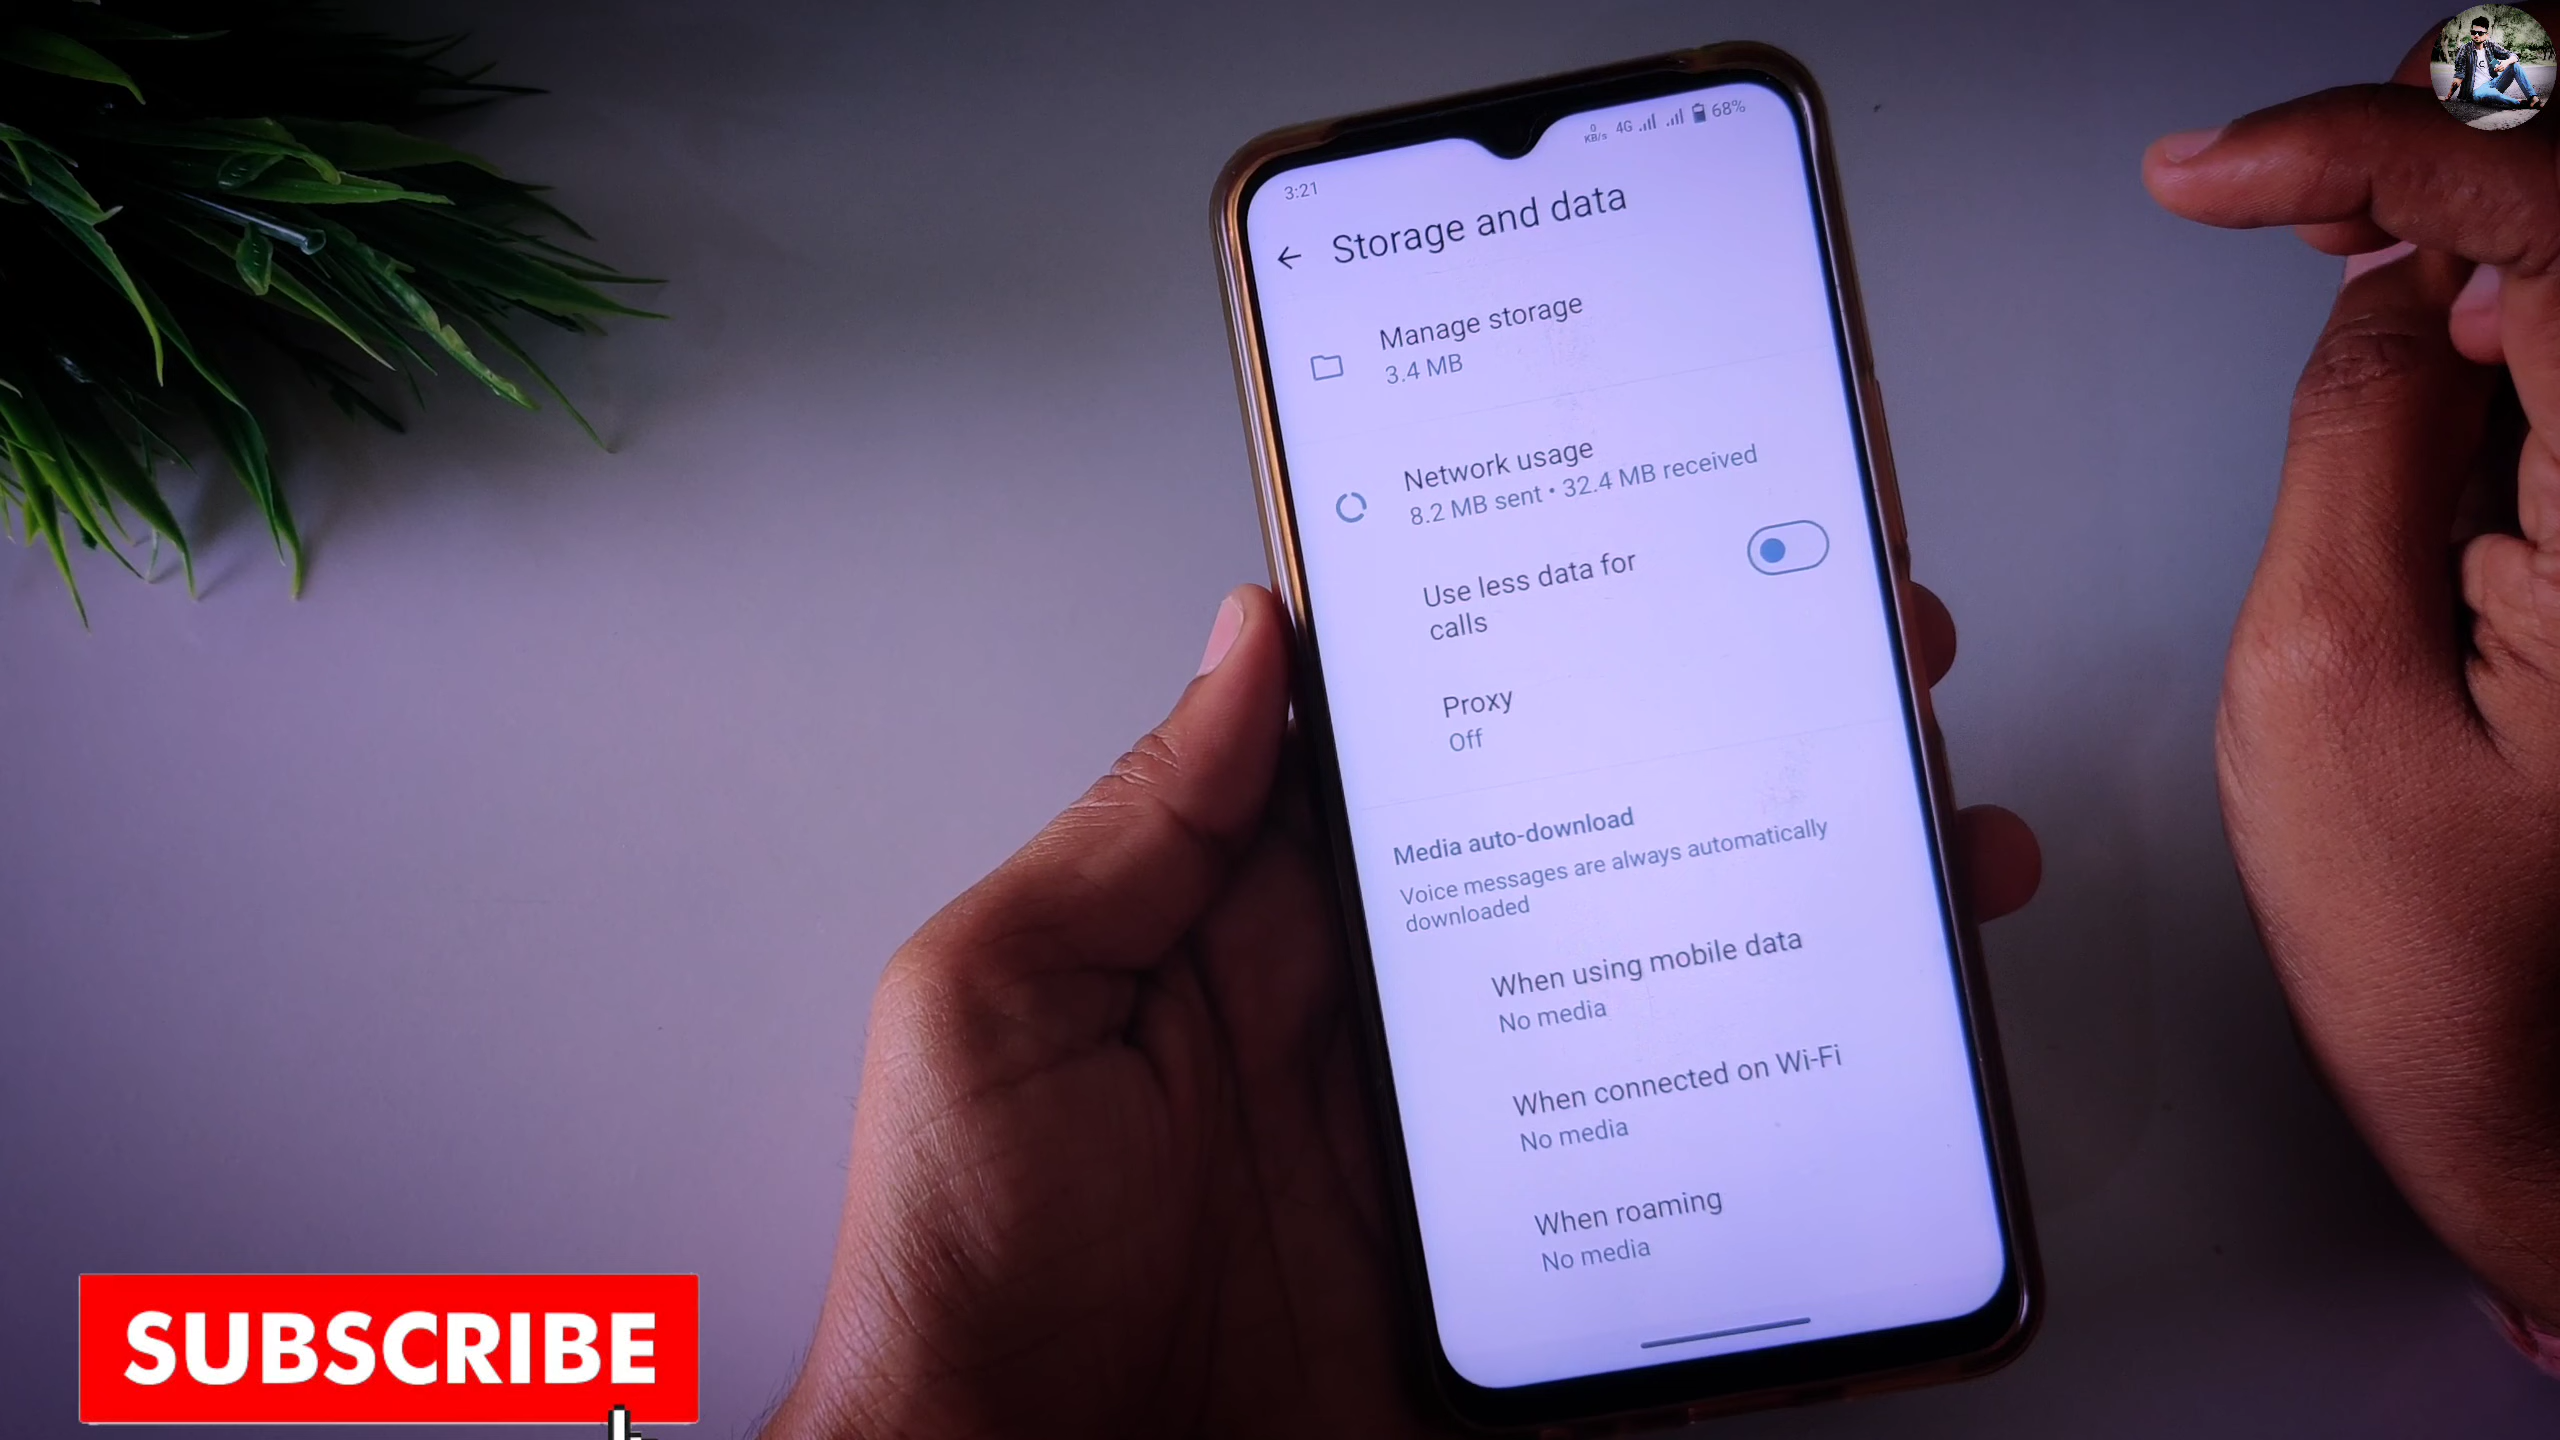 0
KB/s 4G 68%
3:21
Storage and data
Manage storage
3.4 MB
Network usage
8.2 MB sent • 32.4 MB received
Use less data for
calls
Proxy
Off
Media auto-download
Voice messages are always automatically
downloaded
When using mobile data
No media
When connected on Wi-Fi
No media
When roaming
No media
SUBSCRIBE